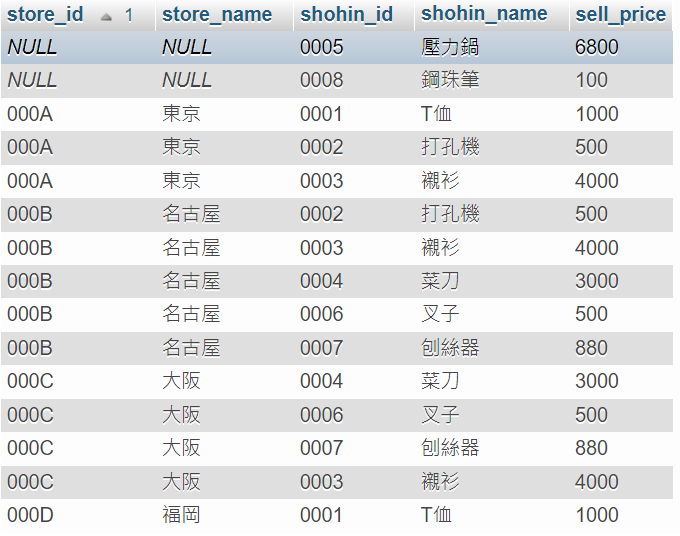 store_id 1 store_name shohin_id shohin_name sell_price
NULL NULL 0005 壓力鍋 6800
NULL NULL 0008 鋼珠筆 100
000A 東京 0001 T恤 1000
000A 東京 0002 打孔機 500
000A 東京 0003 襯衫 4000
000B 名古屋 0002 打孔機 500
000B 名古屋 0003 襯衫 4000
000B 名古屋 0004 菜刀 3000
000B 名古屋 0006 叉子 500
000B 名古屋 0007 刨絲器 880
000C 大阪 0004 菜刀 3000
000C 大阪 0006 叉子 500
000C 大阪 0007 刨絲器 880
000C 大阪 0003 襯衫 4000
000D 福岡 0001 T恤 1000